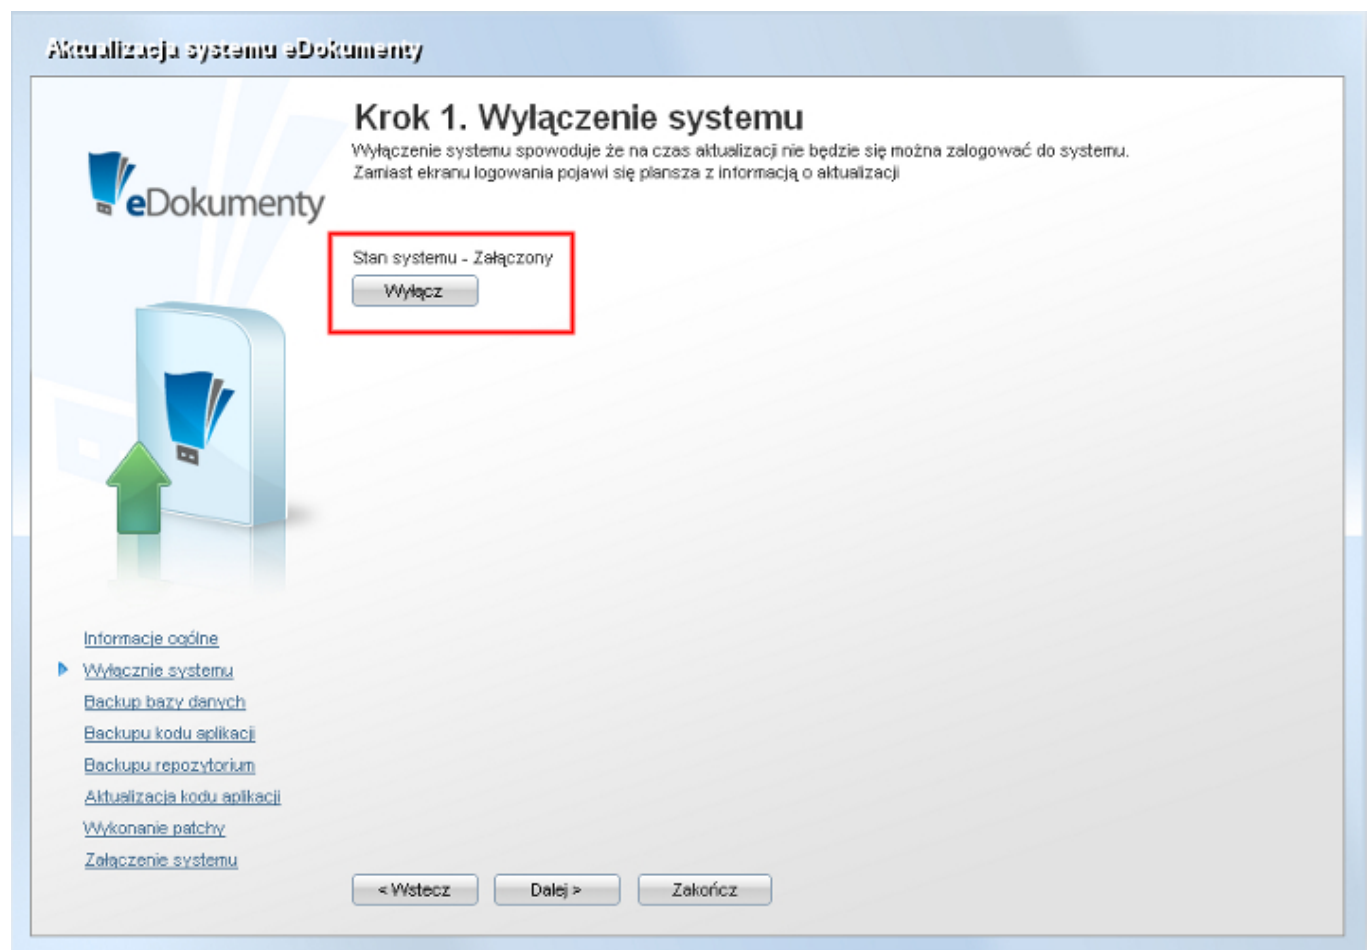 Aktualizacja systemu eDokumenty
Krok 1. Wyłączenie systemu
Wyłączenie systemu spowoduje że na czas aktualizacji nie będzie się można zalogować do systemu.
Zamiast ekranu logowania pojawi się plansza z informacją o aktualizacji
eDokumenty
Stan systemu - Załączony
Wyłącz
Informacje ogólne
Wyłącznie systemu
Backup bazy danych
Backupu kodu aplikacji
Backupu repozytorium
Aktualizacja kodu aplikacji
Wykonanie patchy
Załączenie systemu
< Wstecz
Dalej >
Zakończ